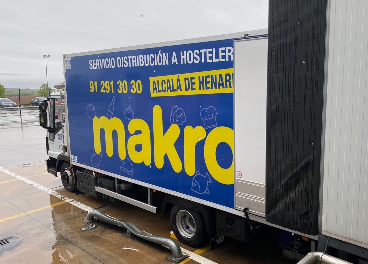 SERVICIO DISTRIBUCIÓN A HOSTELER
91 291 30 30
ALCALÁ DE HENAR
makro